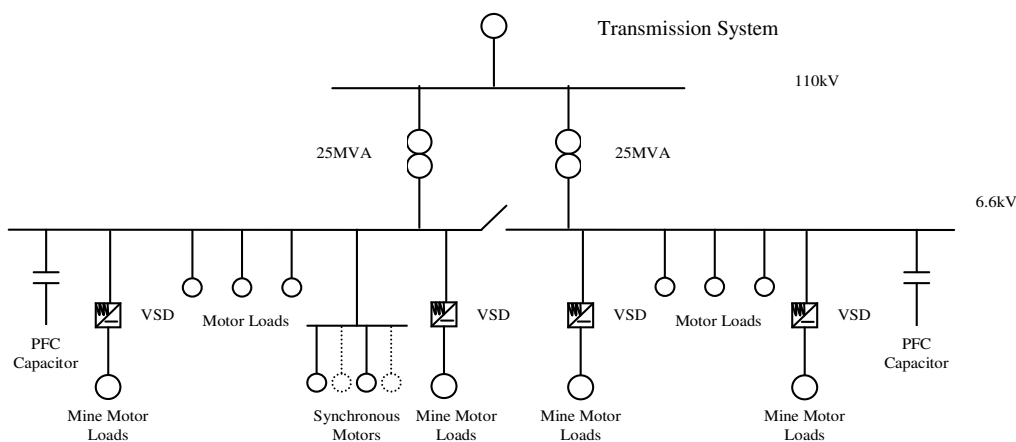 Transmission System
110kV
25MVA
25MVA
6.6kV
VSD
Motor Loads
VSD
VSD
Motor Loads
VSD
PFC
Capacitor
PFC
Capacitor
Mine Motor
Loads
Synchronous
Motors
Mine Motor
Loads
Mine Motor
Loads
Mine Motor
Loads